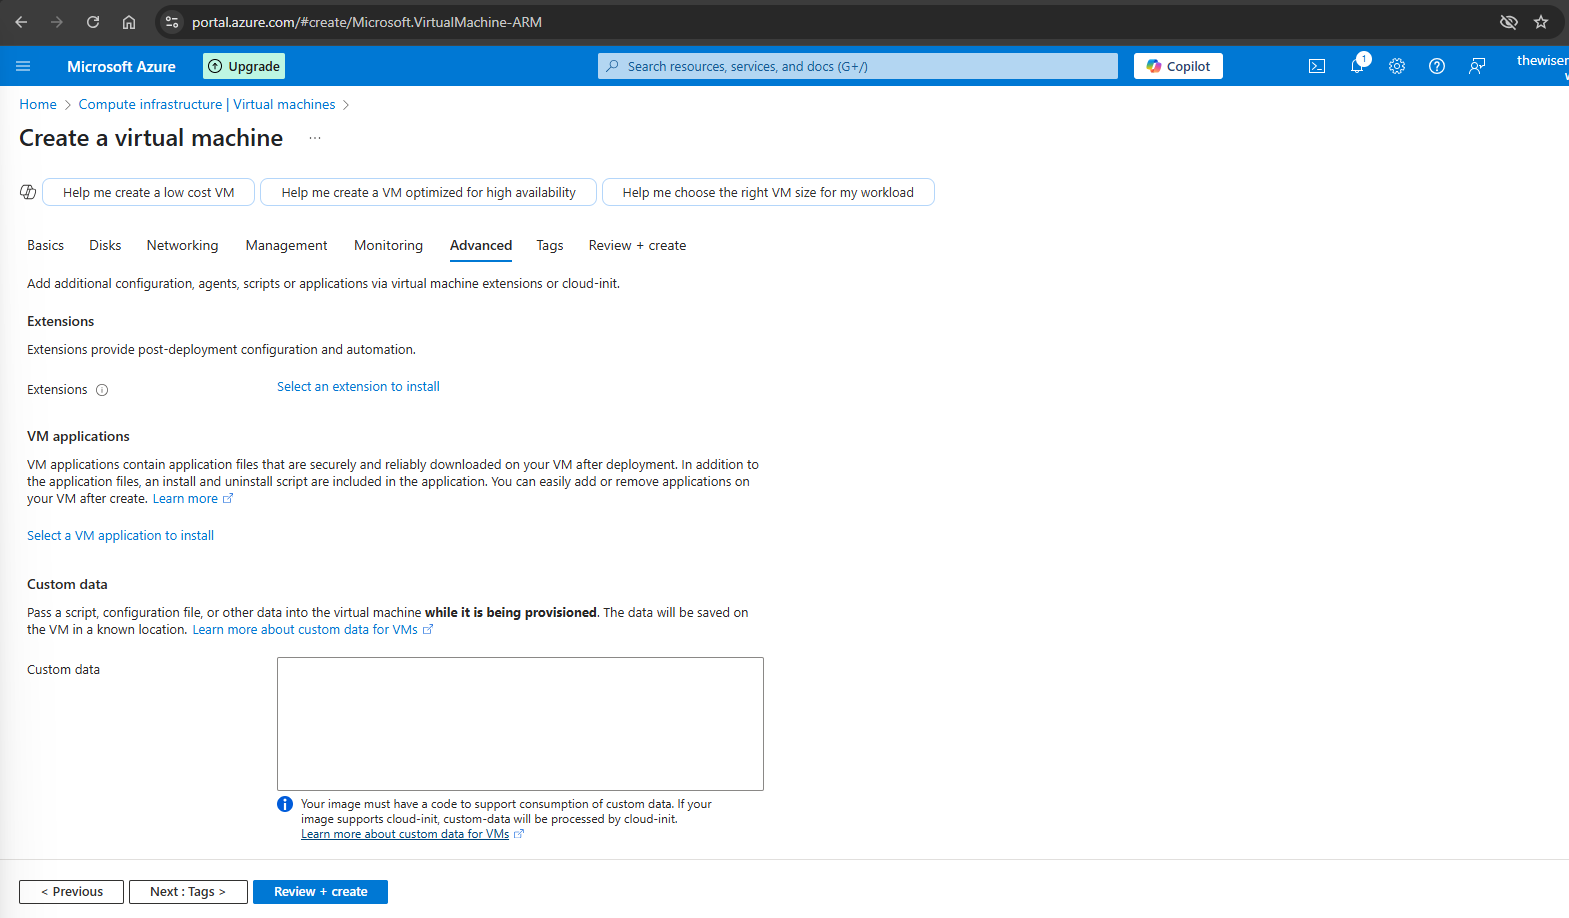 portal.azure.com/#create/Microsoft.VirtualMachine-ARM
Microsoft Azure
Upgrade
Search resources, services, and docs (G+/)
Copilot
1
Home > Compute infrastructure | Virtual machines >
Create a virtual machine ...
Help me create a low cost VM
Help me create a VM optimized for high availability
Help me choose the right VM size for my workload
Basics Disks Networking Management Monitoring Advanced Tags Review + create
Add additional configuration, agents, scripts or applications via virtual machine extensions or cloud-init.
Extensions
Extensions provide post-deployment configuration and automation.
Extensions
Select an extension to install
VM applications
VM applications contain application files that are securely and reliably downloaded on your VM after deployment. In addition to
the application files, an install and uninstall script are included in the application. You can easily add or remove applications on
your VM after create. Learn more
Select a VM application to install
Custom data
Pass a script, configuration file, or other data into the virtual machine while it is being provisioned. The data will be saved on
the VM in a known location. Learn more about custom data for VMs
Custom data
Your image must have a code to support consumption of custom data. If your
image supports cloud-init, custom-data will be processed by cloud-init.
Learn more about custom data for VMs
< Previous
Next : Tags >
Review + create